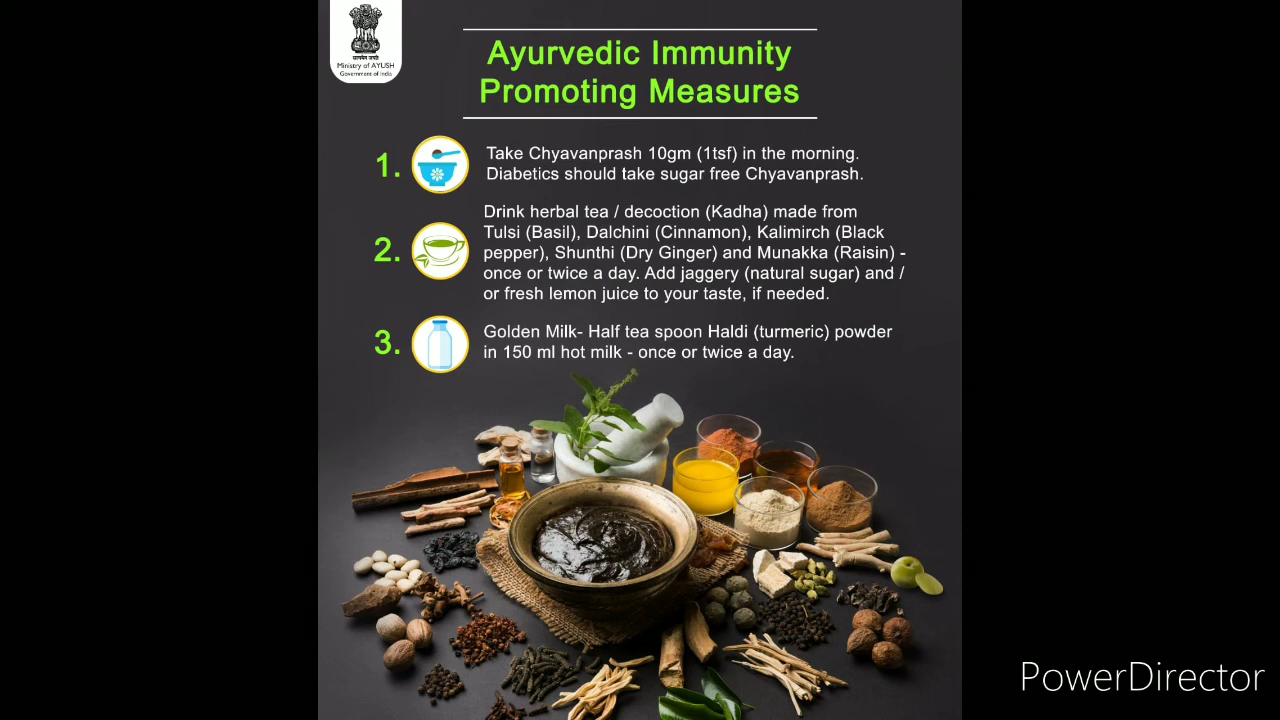 सत्यमेव जयते
Ministry of AYUSH
Government of India
Ayurvedic Immunity
Promoting Measures
1. Take Chyavanprash 10gm (1tsf) in the morning.
Diabetics should take sugar free Chyavanprash.
Drink herbal tea / decoction (Kadha) made from
Tulsi (Basil), Dalchini (Cinnamon), Kalimirch (Black
2. pepper), Shunthi (Dry Ginger) and Munakka (Raisin) -
once or twice a day. Add jaggery (natural sugar) and /
or fresh lemon juice to your taste, if needed.
3. Golden Milk- Half tea spoon Haldi (turmeric) powder
in 150 ml hot milk - once or twice a day.
PowerDirector